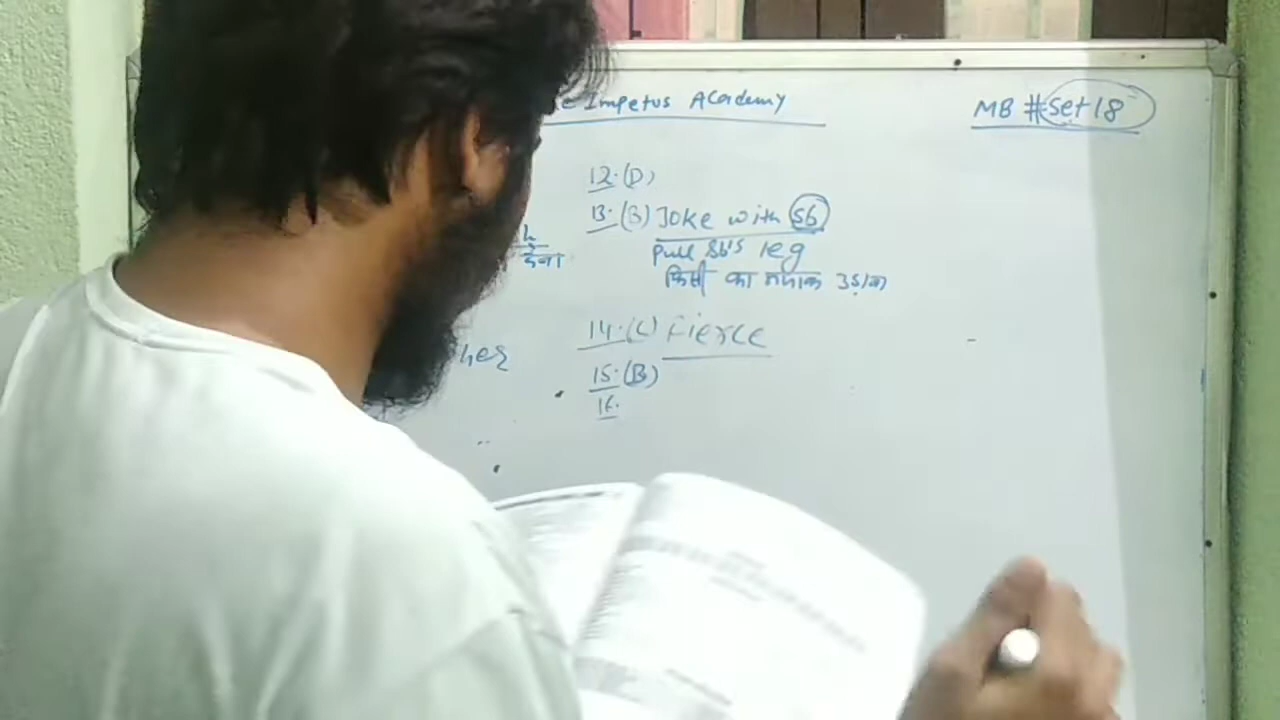 e Impetus Academy
MB #Set 18
12. (D)
13. (B) Joke with Sb
Pull Sb's leg
किसी का मजाक उड़ाना
14. (C) Fierce
15. (B)
16.
her